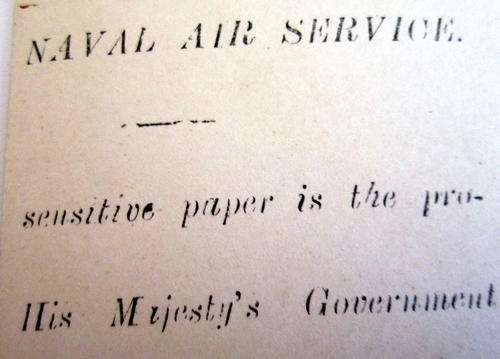 NAVAL AIR SERVICE.
sensitive paper is the pro-
His Majesty's Government